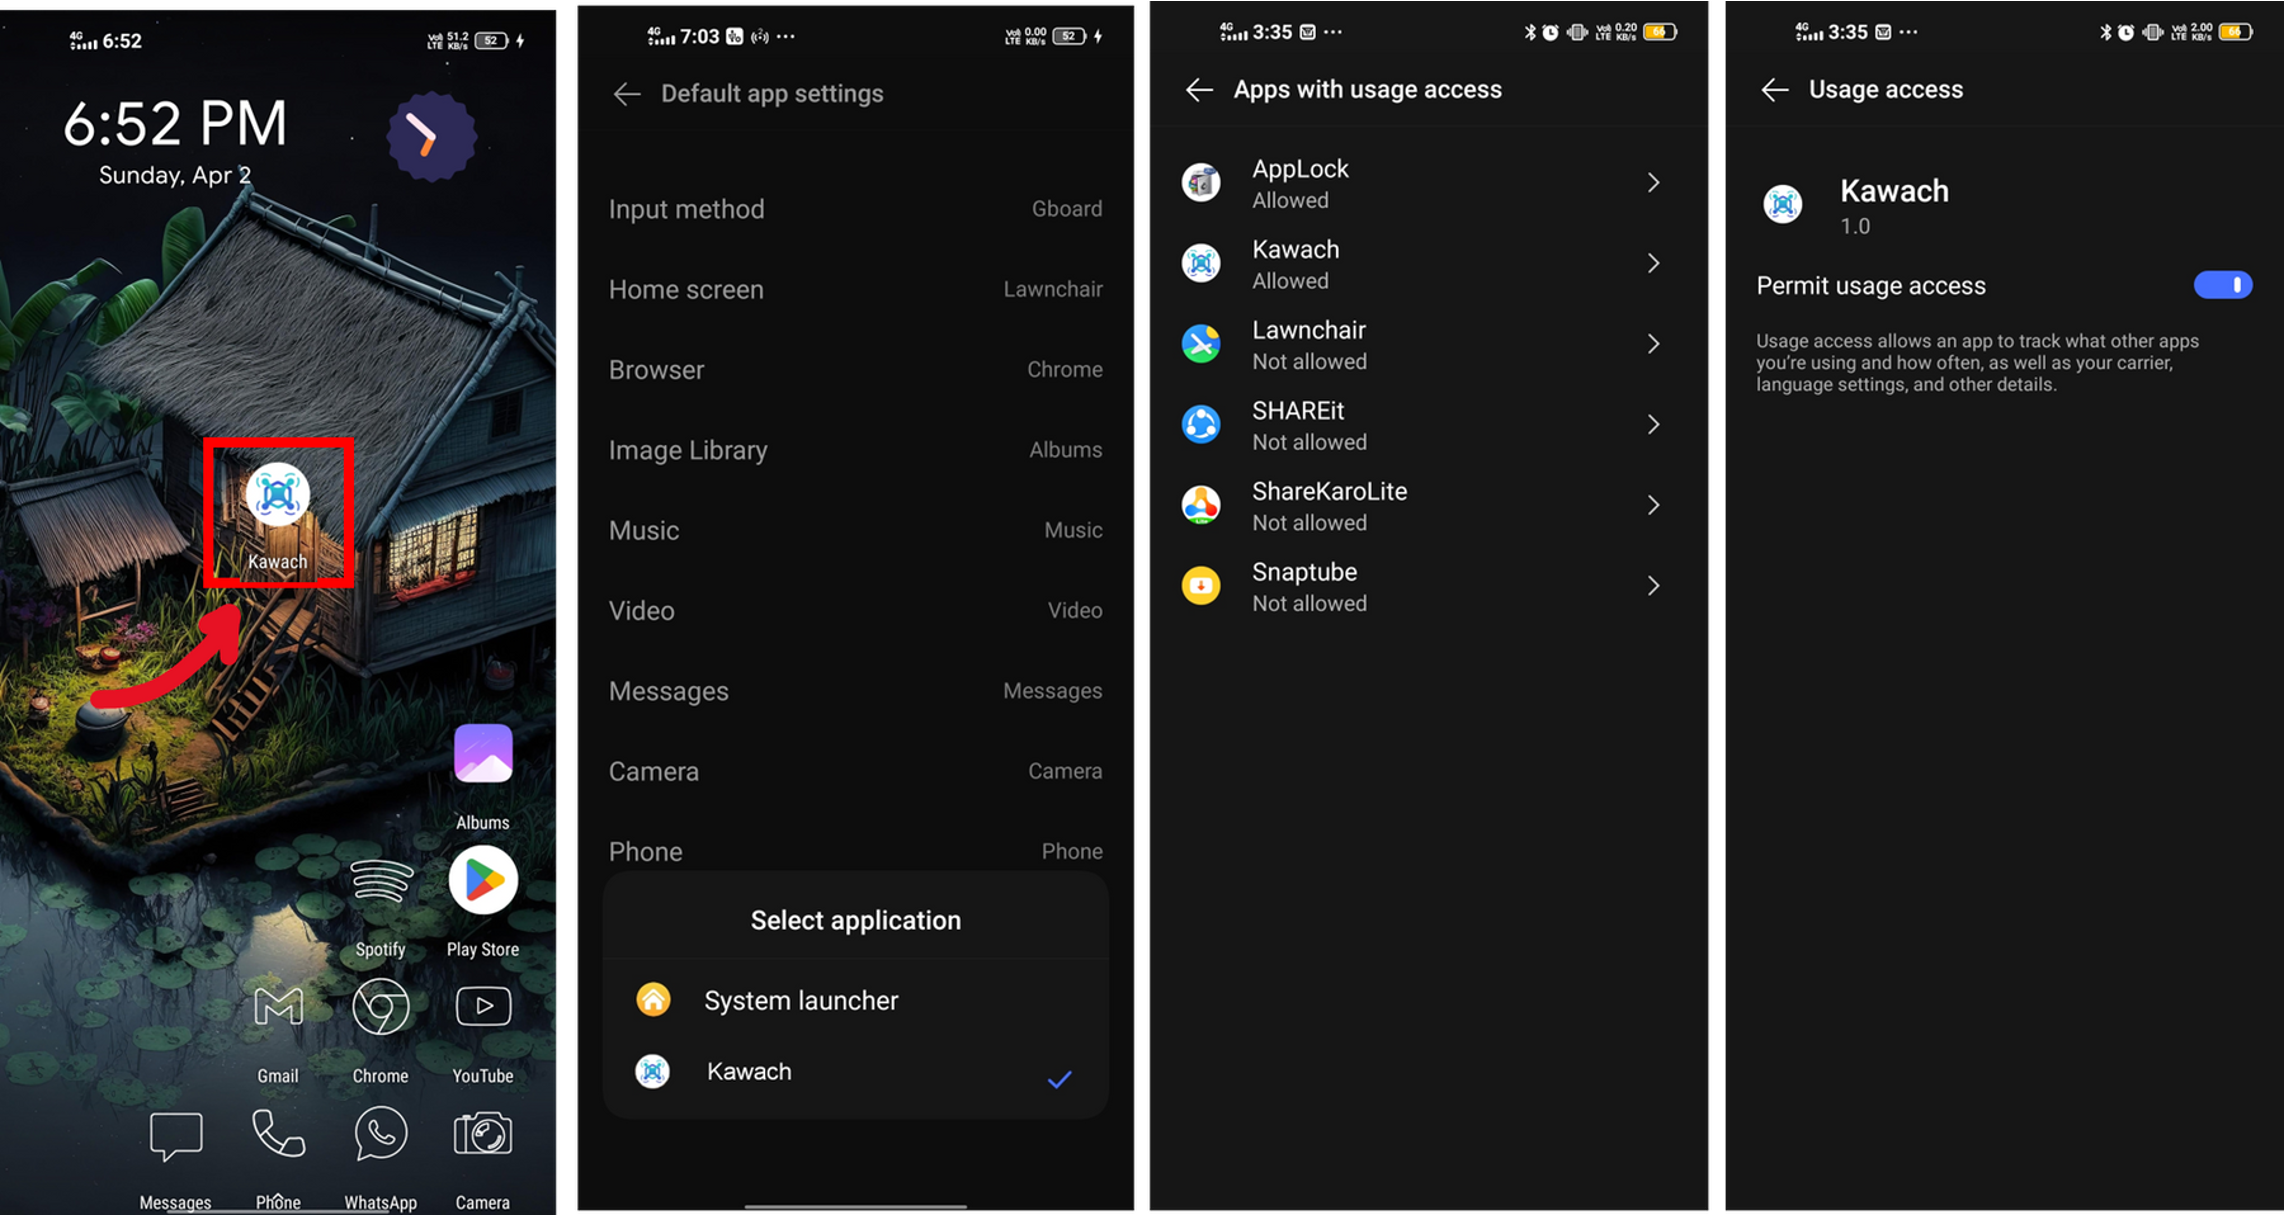 4G 6:52
VoI) LTE 51.2 KB/s 52
6:52 PM
Sunday, Apr 2
Kawach
Albums
Spotify
Play Store
Gmail
Chrome
YouTube
Messages
Phone
WhatsApp
Camera
4G 7:03 ...
VoI) LTE 0.00 KB/s 52
Default app settings
Input method Gboard
Home screen Lawnchair
Browser Chrome
Image Library Albums
Music Music
Video Video
Messages Messages
Camera Camera
Phone Phone
Select application
System launcher
Kawach
4G 3:35 ...
VoI) LTE 0.20 KB/s 66
Apps with usage access
AppLock
Allowed
Kawach
Allowed
Lawnchair
Not allowed
SHAREit
Not allowed
ShareKaroLite
Not allowed
Snaptube
Not allowed
4G 3:35 ...
VoI) LTE 2.00 KB/s 66
Usage access
Kawach
1.0
Permit usage access
Usage access allows an app to track what other apps
you're using and how often, as well as your carrier,
language settings, and other details.